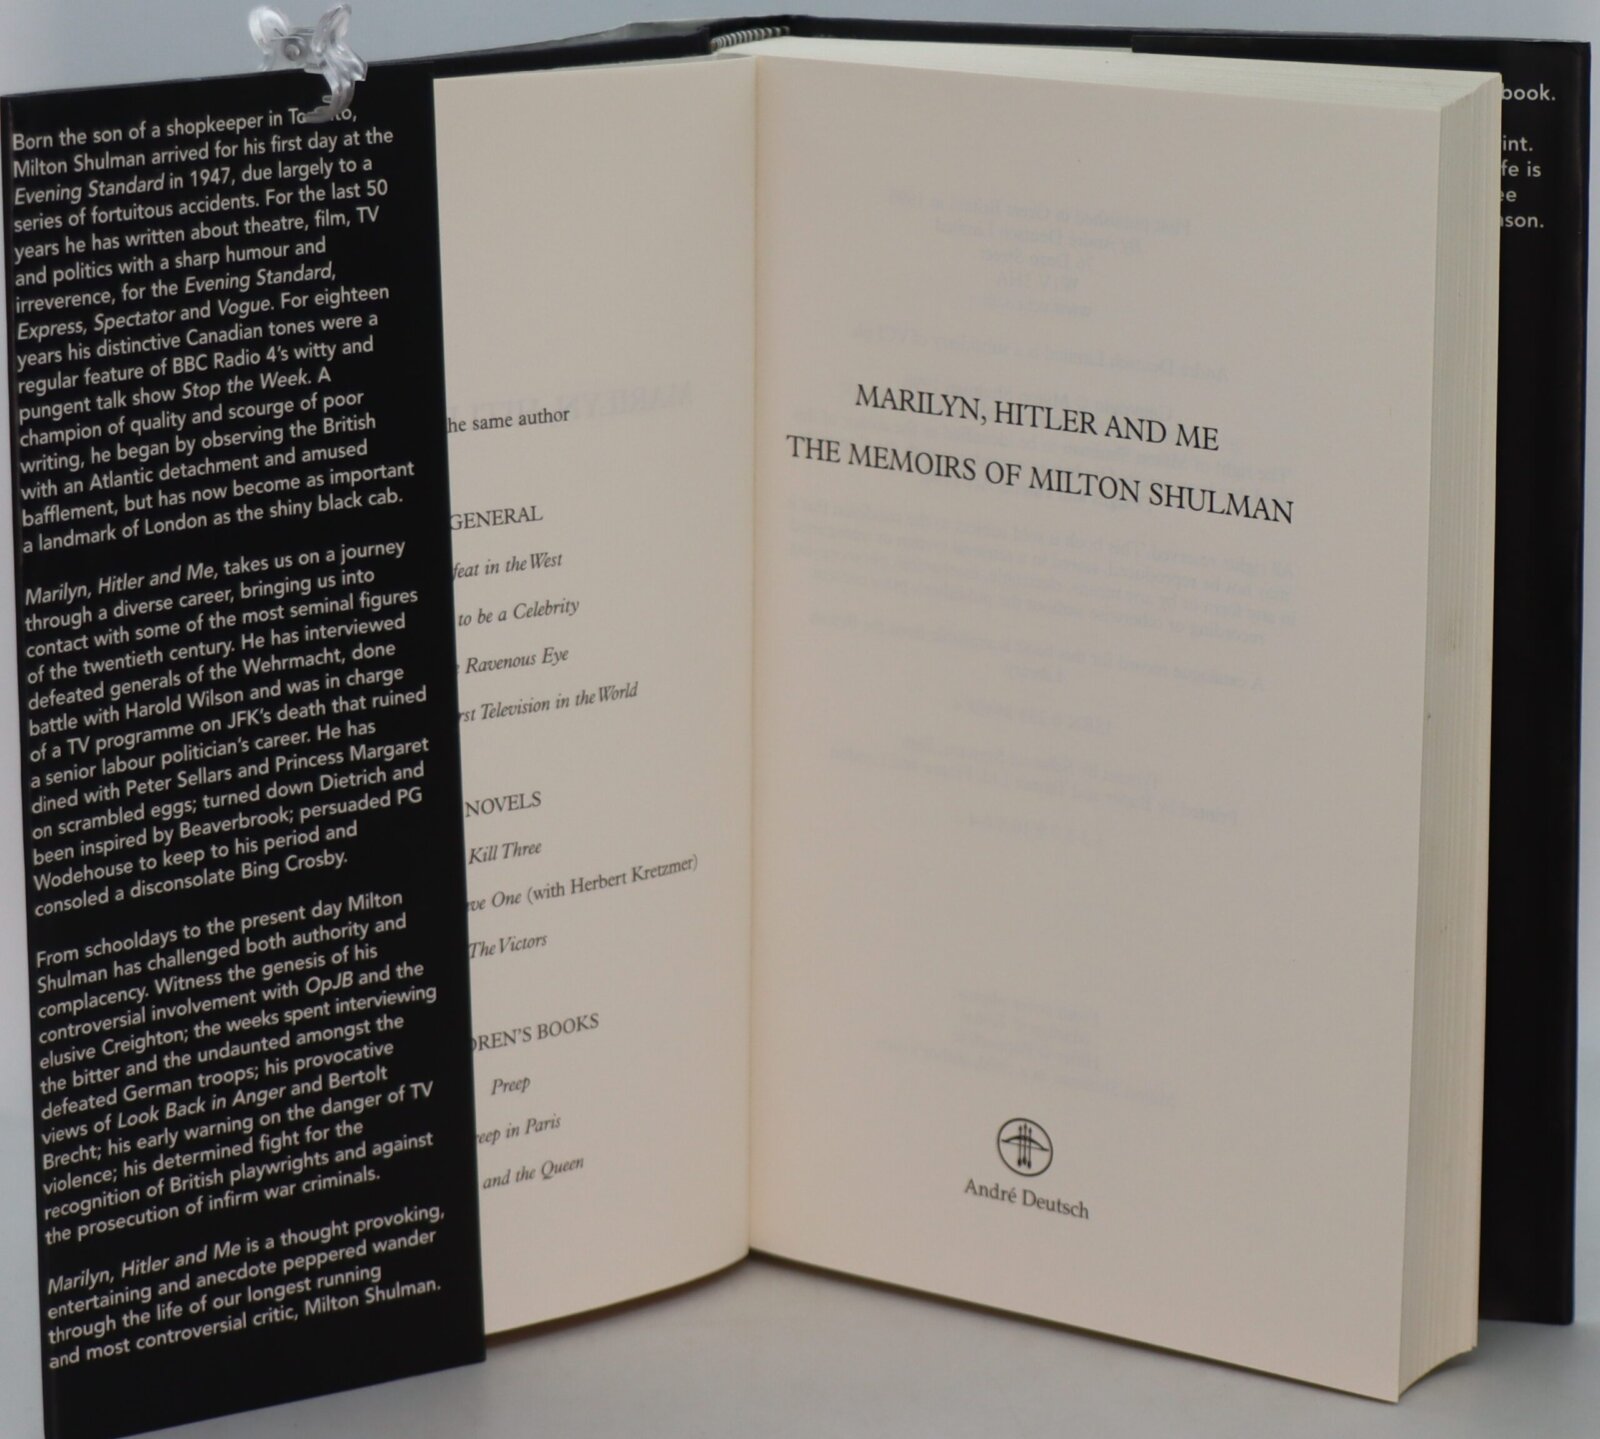 Born the son of a shopkeeper in
Milton Shulman arrived for his first day at the
Evening Standard in 1947, due largely to a
series of fortuitous accidents. For the last 50
years he has written about theatre, film, TV
and politics with a sharp humour and
irreverence, for the Evening Standard,
Express, Spectator and Vogue. For eighteen
years his distinctive Canadian tones were a
regular feature of BBC Radio 4's witty and
pungent talk show Stop the Week. A
champion of quality and scourge of poor
writing, he began by observing the British
with an Atlantic detachment and amused
bafflement, but has now become as important
a landmark of London as the shiny black cab.
Marilyn, Hitler and Me, takes us on a journey
through a diverse career, bringing us into
contact with some of the most seminal figures
of the twentieth century. He has interviewed
defeated generals of the Wehrmacht, done
battle with Harold Wilson and was in charge
of a TV programme on JFK's death that ruined
a senior labour politician's career. He has
dined with Peter Sellars and Princess Margaret
on scrambled eggs; turned down Dietrich and
been inspired by Beaverbrook; persuaded PG
Wodehouse to keep to his period and
consoled a disconsolate Bing Crosby.
From schooldays to the present day Milton
Shulman has challenged both authority and
complacency. Witness the genesis of his
controversial involvement with OpJB and the
elusive Creighton; the weeks spent interviewing
the bitter and the undaunted amongst the
defeated German troops; his provocative
views of Look Back in Anger and Bertolt
Brecht; his early warning on the danger of TV
violence; his determined fight for the
recognition of British playwrights and against
the prosecution of infirm war criminals.
Marilyn, Hitler and Me is a thought provoking,
entertaining and anecdote peppered wander
through the life of our longest running
and most controversial critic, Milton Shulman.
he same author
GENERAL
feat in the West
to be a Celebrity
Ravenous Eye
rst Television in the World
NOVELS
Kill Three
ve One (with Herbert Kretzmer)
The Victors
DREN'S BOOKS
Preep
reep in Paris
and the Queen
MARILYN, HITLER AND ME
THE MEMOIRS OF MILTON SHULMAN
André Deutsch
book.
int.
fe is
ee
son.